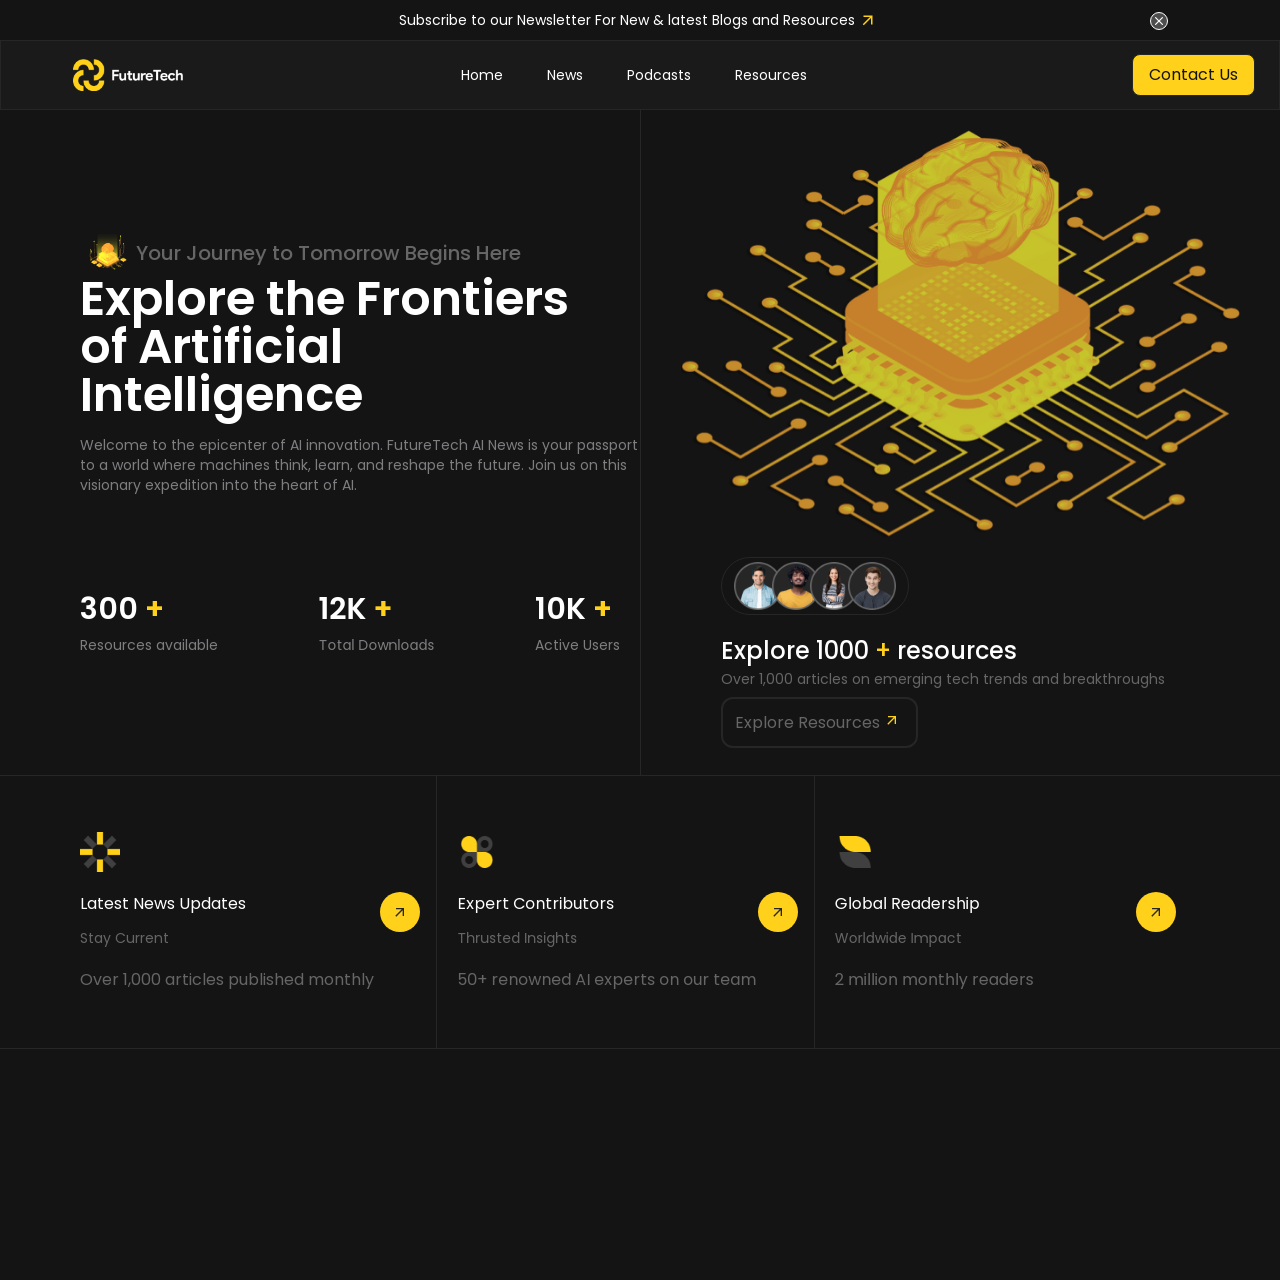 Subscribe to our Newsletter For New & latest Blogs and Resources
FutureTech
Home
News
Podcasts
Resources
Contact Us
Your Journey to Tomorrow Begins Here
Explore the Frontiers
of Artificial
Intelligence
Welcome to the epicenter of AI innovation. FutureTech AI News is your passport
to a world where machines think, learn, and reshape the future. Join us on this
visionary expedition into the heart of AI.
300 +
Resources available
12K +
Total Downloads
10K +
Active Users
Explore 1000 + resources
Over 1,000 articles on emerging tech trends and breakthroughs
Explore Resources
Latest News Updates
Stay Current
Over 1,000 articles published monthly
Expert Contributors
Thrusted Insights
50+ renowned AI experts on our team
Global Readership
Worldwide Impact
2 million monthly readers